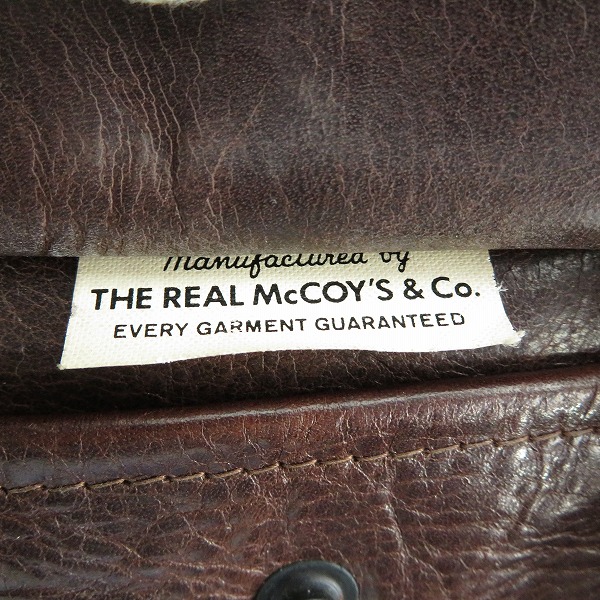 Manufactured by
THE REAL McCOY'S & Co.
EVERY GARMENT GUARANTEED